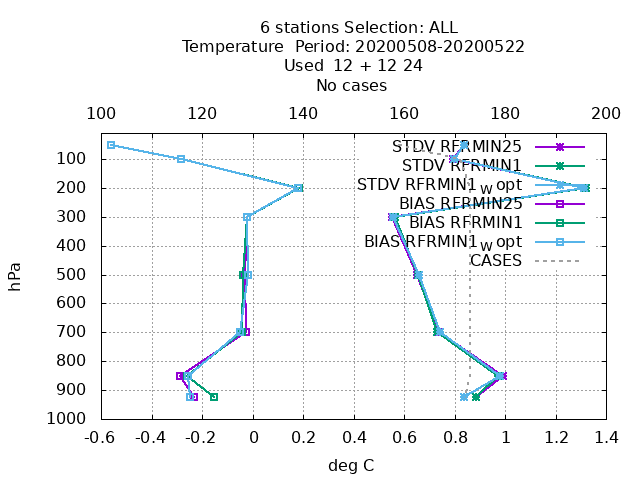 6 stations Selection: ALL
Temperature  Period: 20200508-20200522
Used  12 + 12 24
No cases
100 120 140 160 180 200
STDV RFRMIN25
STDV RFRMIN1
STDV RFRMIN1_W opt
BIAS RFRMIN25
BIAS RFRMIN1
BIAS RFRMIN1_W opt
CASES
hPa
100
200
300
400
500
600
700
800
900
1000
-0.6 -0.4 -0.2 0 0.2 0.4 0.6 0.8 1 1.2 1.4
deg C